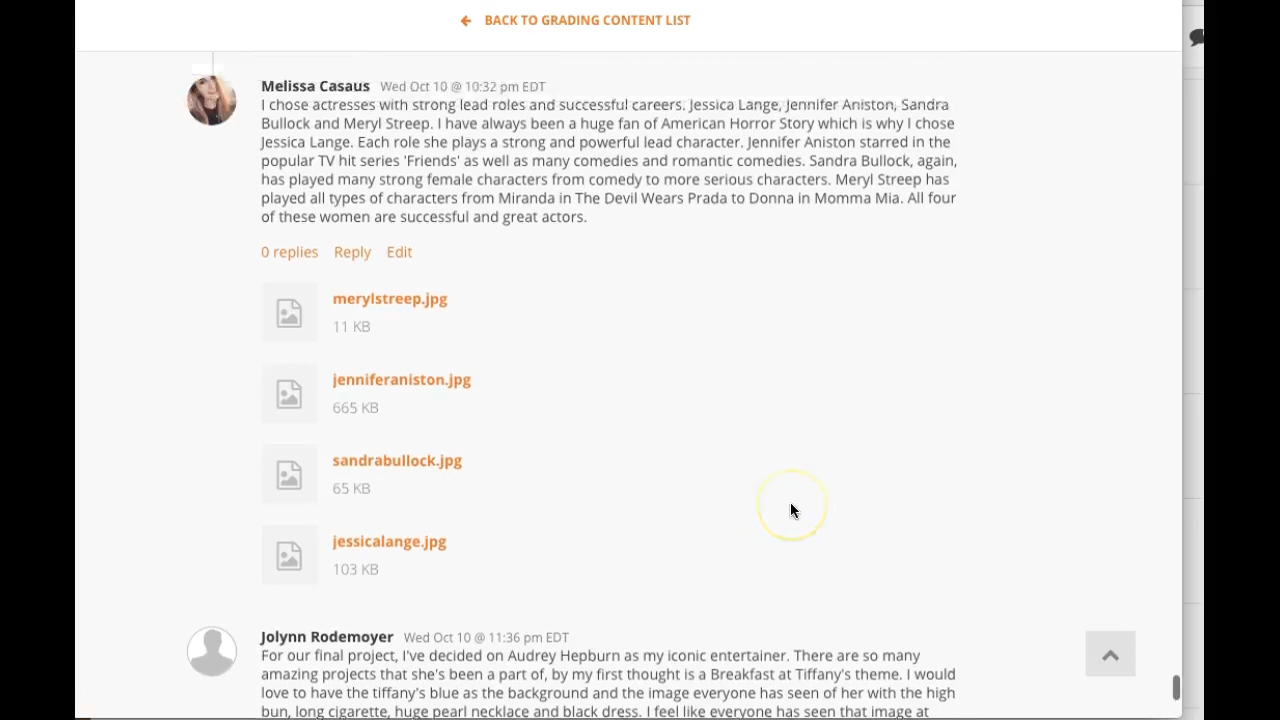 BACK TO GRADING CONTENT LIST
Melissa Casaus Wed Oct 10 @ 10:32 pm EDT
I chose actresses with strong lead roles and successful careers. Jessica Lange, Jennifer Aniston, Sandra
Bullock and Meryl Streep. I have always been a huge fan of American Horror Story which is why I chose
Jessica Lange. Each role she plays a strong and powerful lead character. Jennifer Aniston starred in the
popular TV hit series 'Friends' as well as many comedies and romantic comedies. Sandra Bullock, again,
has played many strong female characters from comedy to more serious characters. Meryl Streep has
played all types of characters from Miranda in The Devil Wears Prada to Donna in Momma Mia. All four
of these women are successful and great actors.
0 replies Reply Edit
merylstreep.jpg
11 KB
jenniferaniston.jpg
665 KB
sandrabullock.jpg
65 KB
jessicalange.jpg
103 KB
Jolynn Rodemoyer Wed Oct 10 @ 11:36 pm EDT
For our final project, I've decided on Audrey Hepburn as my iconic entertainer. There are so many
amazing projects that she's been a part of, by my first thought is a Breakfast at Tiffany's theme. I would
love to have the tiffany's blue as the background and the image everyone has seen of her with the high
bun, long cigarette, huge pearl necklace and black dress. I feel like everyone has seen that image at